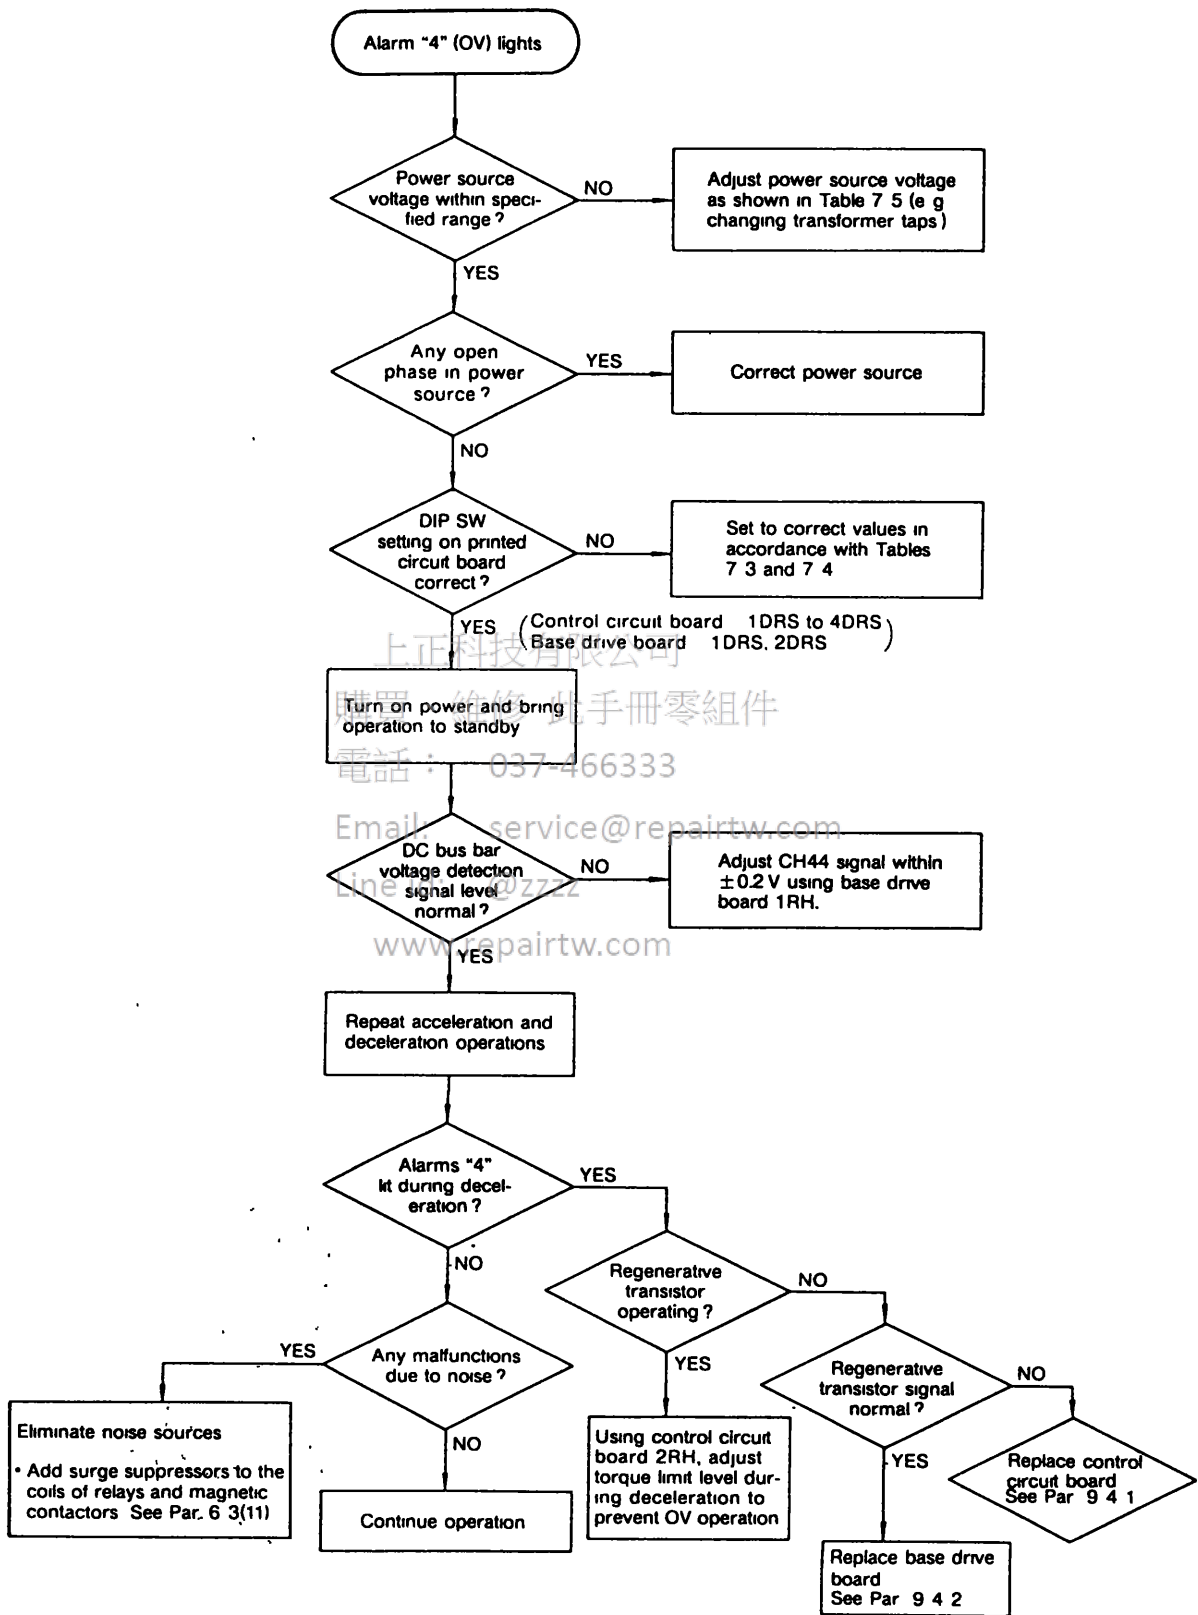 Alarm "4" (OV) lights
Power source
voltage within speci-
fied range?
NO
Adjust power source voltage
as shown in Table 7 5 (e g
changing transformer taps)
YES
Any open
phase in power
source?
YES
Correct power source
NO
DIP SW
setting on printed
circuit board
correct?
NO
Set to correct values in
accordance with Tables
7 3 and 7 4
YES
(Control circuit board 1DRS to 4DRS)
(Base drive board 1DRS, 2DRS)
上正科技有限公司
Turn on power and bring
operation to standby
購買 維修 此手冊零組件
電話： 037-466333
Email: service@repairtw.com
DC bus bar
voltage detection
signal level
normal?
NO
Adjust CH44 signal within
±0.2 V using base drive
board 1RH.
Line id: @zzzz
www.repairtw.com
YES
Repeat acceleration and
deceleration operations
Alarms "4"
lit during decel-
eration?
YES
NO
Regenerative
transistor
operating?
NO
Any malfunctions
due to noise?
YES
YES
Regenerative
transistor signal
normal?
NO
Eliminate noise sources
• Add surge suppressors to the
coils of relays and magnetic
contactors See Par. 6 3(11)
NO
Continue operation
Using control circuit
board 2RH, adjust
torque limit level dur-
ing deceleration to
prevent OV operation
YES
Replace control
circuit board
See Par 9 4 1
Replace base drive
board
See Par 9 4 2